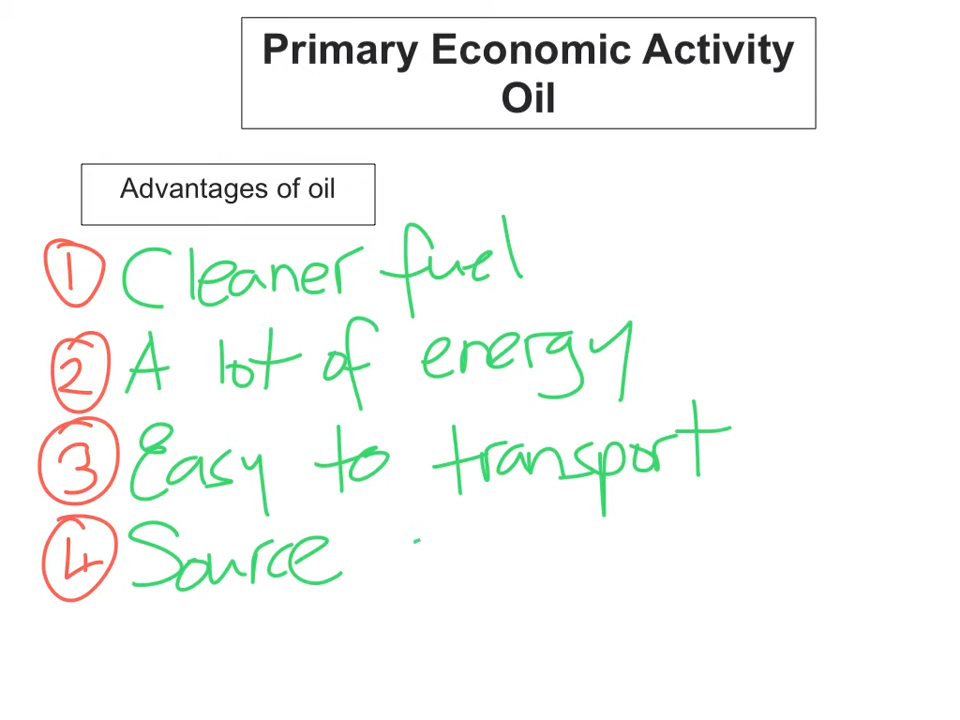 Primary Economic Activity
Oil
Advantages of oil
1 Cleaner fuel
2 A lot of energy
3 Easy to transport
4 Source